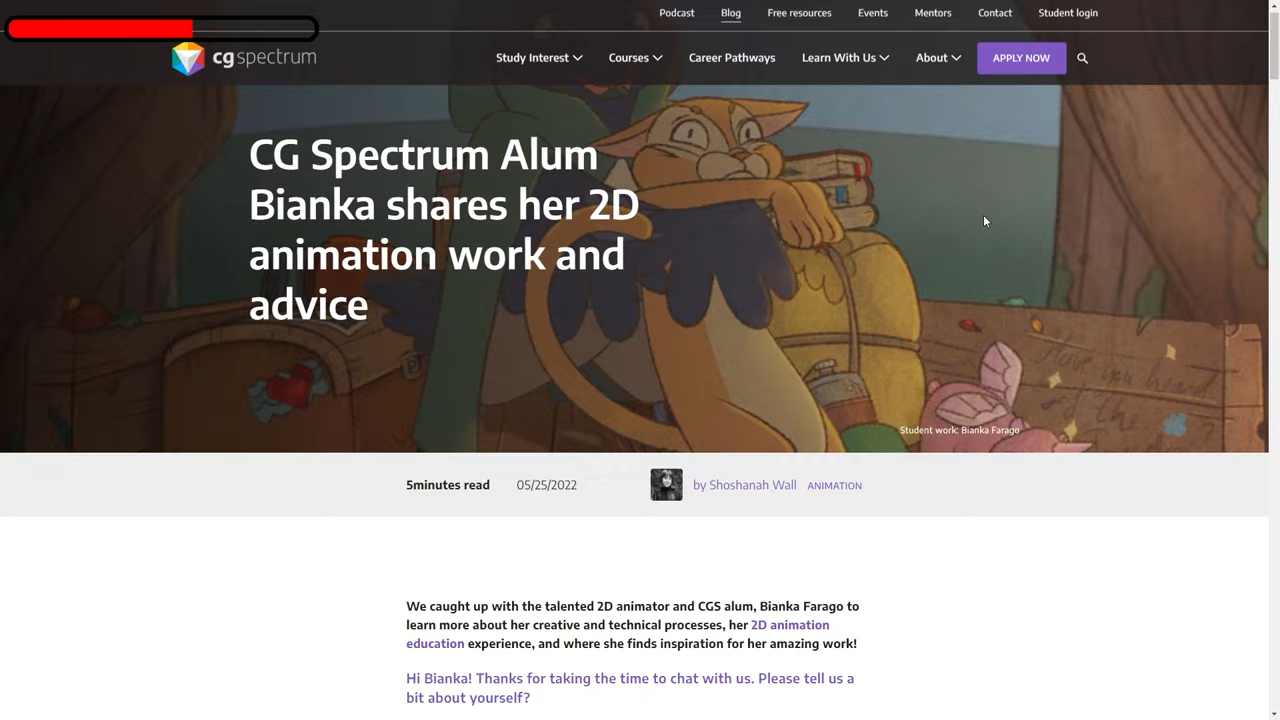 Podcast Blog Free resources Events Mentors Contact Student login
cgspectrum
Study Interest Courses Career Pathways Learn With Us About APPLY NOW
CG Spectrum Alum
Bianka shares her 2D
animation work and
advice
Student work: Bianka Farago
5minutes read 05/25/2022 by Shoshanah Wall ANIMATION
We caught up with the talented 2D animator and CGS alum, Bianka Farago to
learn more about her creative and technical processes, her 2D animation
education experience, and where she finds inspiration for her amazing work!
Hi Bianka! Thanks for taking the time to chat with us. Please tell us a
bit about yourself?